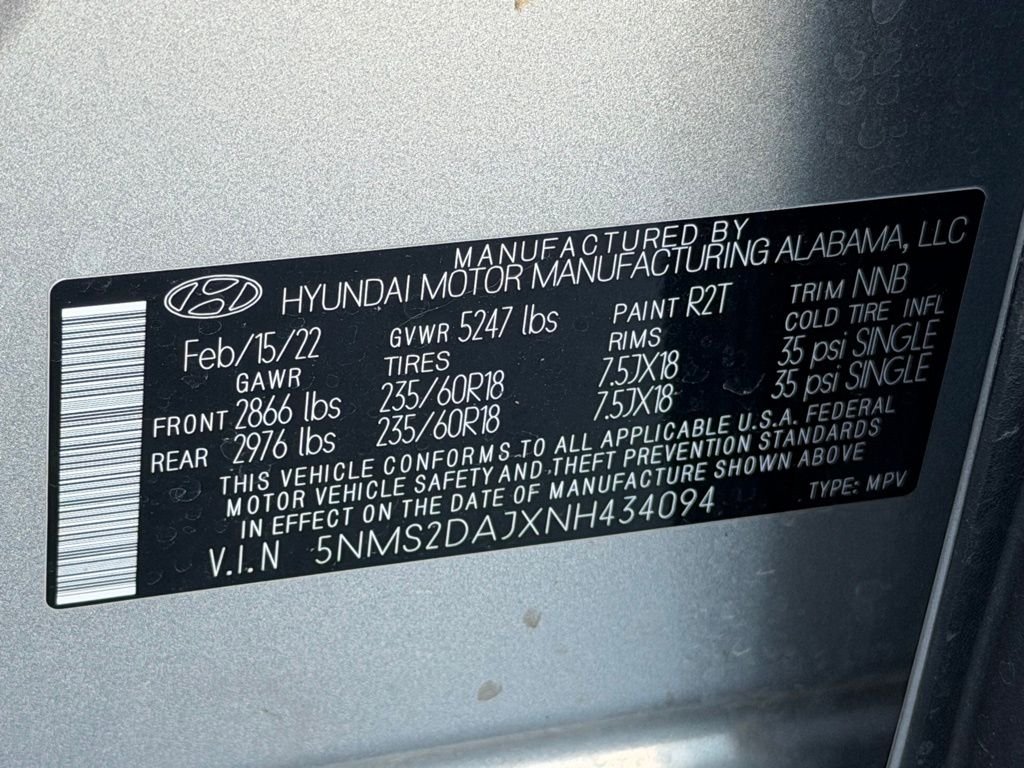 MANUFACTURED BY
HYUNDAI MOTOR MANUFACTURING ALABAMA, LLC
Feb/15/22 GVWR 5247 lbs PAINT R2T TRIM NNB
GAWR TIRES RIMS COLD TIRE INFL
FRONT 2866 lbs 235/60R18 7.5JX18 35 psi SINGLE
REAR 2976 lbs 235/60R18 7.5JX18 35 psi SINGLE
THIS VEHICLE CONFORMS TO ALL APPLICABLE U.S.A. FEDERAL
MOTOR VEHICLE SAFETY AND THEFT PREVENTION STANDARDS
IN EFFECT ON THE DATE OF MANUFACTURE SHOWN ABOVE
V.I.N 5NMS2DAJXNH434094 TYPE: MPV